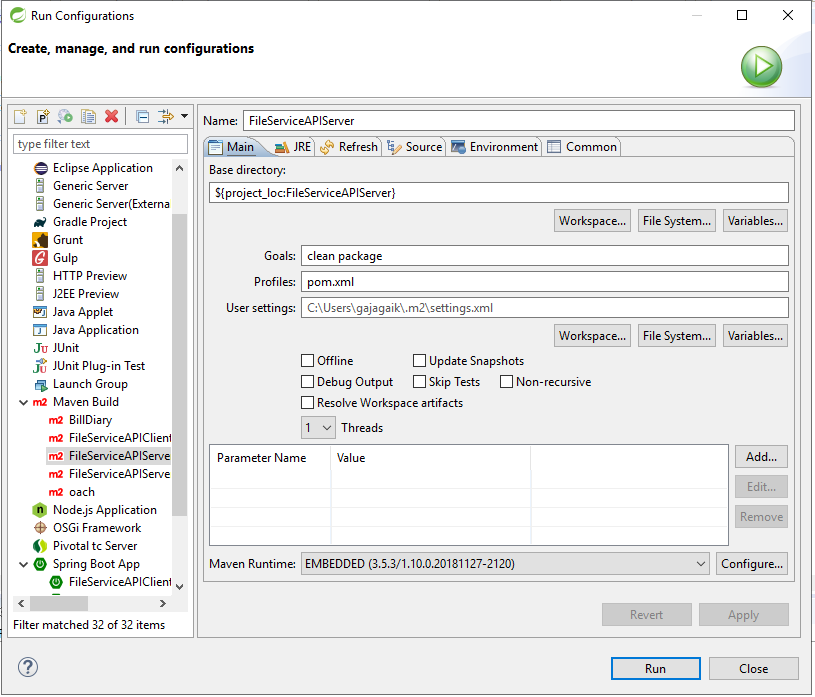 Run Configurations
Create, manage, and run configurations
type filter text
Eclipse Application
Generic Server
Generic Server(Externa
Gradle Project
Grunt
Gulp
HTTP Preview
J2EE Preview
Java Applet
Java Application
JUnit
JUnit Plug-in Test
Launch Group
m2 Maven Build
m2 BillDiary
m2 FileServiceAPIClient
m2 FileServiceAPIServe
m2 FileServiceAPIServe
m2 oach
Node.js Application
OSGi Framework
Pivotal tc Server
Spring Boot App
FileServiceAPIClient
Filter matched 32 of 32 items
Name: FileServiceAPIServer
Main JRE Refresh Source Environment Common
Base directory:
${project_loc:FileServiceAPIServer}
Workspace... File System... Variables...
Goals: clean package
Profiles: pom.xml
User settings: C:\Users\gajagaik\.m2\settings.xml
Workspace... File System... Variables...
Offline Update Snapshots
Debug Output Skip Tests Non-recursive
Resolve Workspace artifacts
1 Threads
Parameter Name Value
Add...
Edit...
Remove
Maven Runtime: EMBEDDED (3.5.3/1.10.0.20181127-2120) Configure...
Revert Apply
Run Close